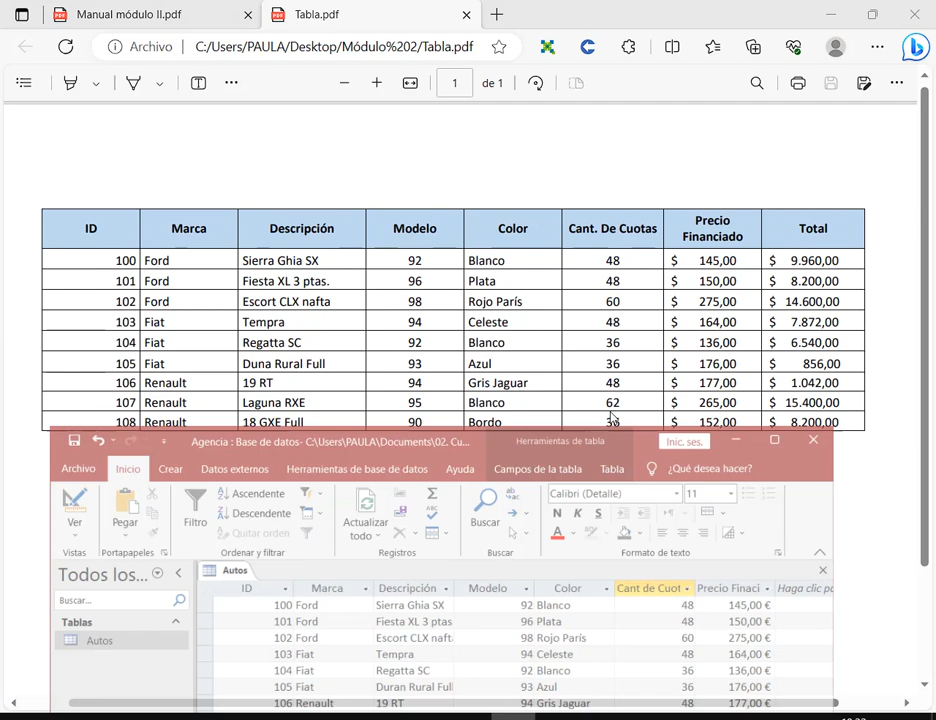 Manual módulo II.pdf
Tabla.pdf
Archivo C:/Users/PAULA/Desktop/Módulo%202/Tabla.pdf
1 de 1
ID Marca Descripción Modelo Color Cant. De Cuotas Precio Financiado Total
100 Ford Sierra Ghia SX 92 Blanco 48 $ 145,00 $ 9.960,00
101 Ford Fiesta XL 3 ptas. 96 Plata 48 $ 150,00 $ 8.200,00
102 Ford Escort CLX nafta 98 Rojo París 60 $ 275,00 $ 14.600,00
103 Fiat Tempra 94 Celeste 48 $ 164,00 $ 7.872,00
104 Fiat Regatta SC 92 Blanco 36 $ 136,00 $ 6.540,00
105 Fiat Duna Rural Full 93 Azul 36 $ 176,00 $ 856,00
106 Renault 19 RT 94 Gris Jaguar 48 $ 177,00 $ 1.042,00
107 Renault Laguna RXE 95 Blanco 62 $ 265,00 $ 15.400,00
108 Renault 18 GXE Full 90 Bordo $ 152,00 $ 8.200,00
Agencia : Base de datos- C:\Users\PAULA\Documents\02. Cu... Herramientas de tabla Inic. ses.
Archivo Inicio Crear Datos externos Herramientas de base de datos Ayuda Campos de la tabla Tabla ¿Qué desea hacer?
Ver
Pegar
Filtro
Ascendente
Descendente
Quitar orden
Actualizar todo
Buscar
Calibri (Detalle) 11
N K S
Vistas Portapapeles Ordenar y filtrar Registros Buscar Formato de texto
Todos los...
Buscar...
Tablas
Autos
Autos
ID Marca Descripción Modelo Color Cant de Cuot Precio Finaci Haga clic pa
100 Ford Sierra Ghia SX 92 Blanco 48 145,00 €
101 Ford Fiesta XL 3 ptas 96 Plata 48 150,00 €
102 Ford Escort CLX naft 98 Rojo París 60 275,00 €
103 Fiat Tempra 94 Celeste 48 164,00 €
104 Fiat Regatta SC 92 Blanco 36 136,00 €
105 Fiat Duran Rural Ful 93 Azul 36 176,00 €
106 Renault 19 RT 94 Gris Jaguar 48 177,00 €